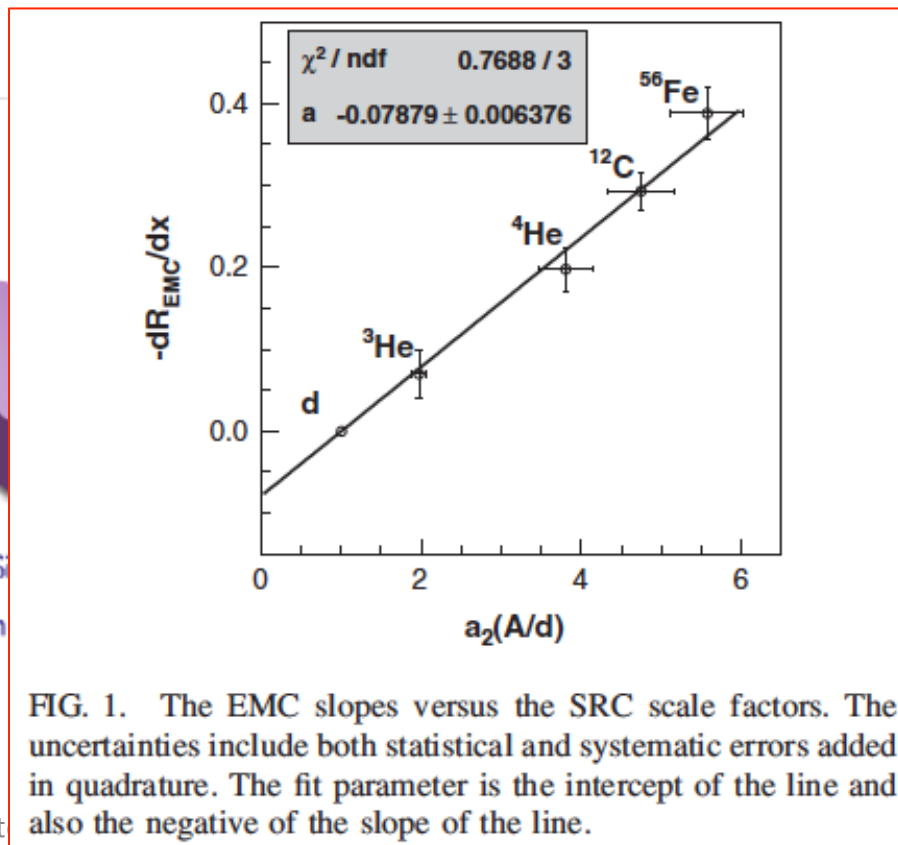 χ² / ndf 0.7688 / 3
a -0.07879 ± 0.006376
⁵⁶Fe
0.4
¹²C
⁴He
0.2
-dR_EMC/dx
³He
d
0.0
0 2 4 6
a₂(A/d)
FIG. 1. The EMC slopes versus the SRC scale factors. The
uncertainties include both statistical and systematic errors added
in quadrature. The fit parameter is the intercept of the line and
also the negative of the slope of the line.